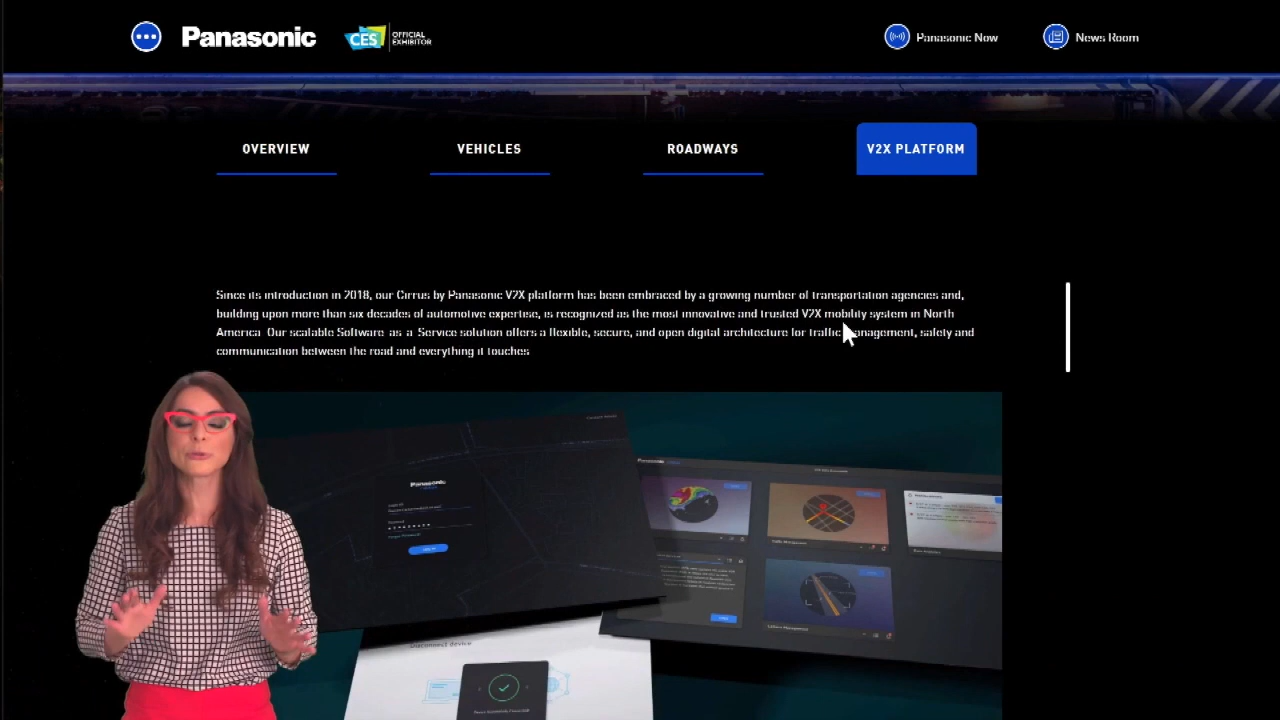 Panasonic
CES
OFFICIAL
EXHIBITOR
Panasonic Now
News Room
OVERVIEW
VEHICLES
ROADWAYS
V2X PLATFORM
Since its introduction in 2018, our Cirrus by Panasonic V2X platform has been embraced by a growing number of transportation agencies and,
building upon more than six decades of automotive expertise, is recognized as the most innovative and trusted V2X mobility system in North
America. Our scalable Software-as-a-Service solution offers a flexible, secure, and open digital architecture for traffic management, safety and
communication between the road and everything it touches
Panasonic
Panasonic
Disconnect device